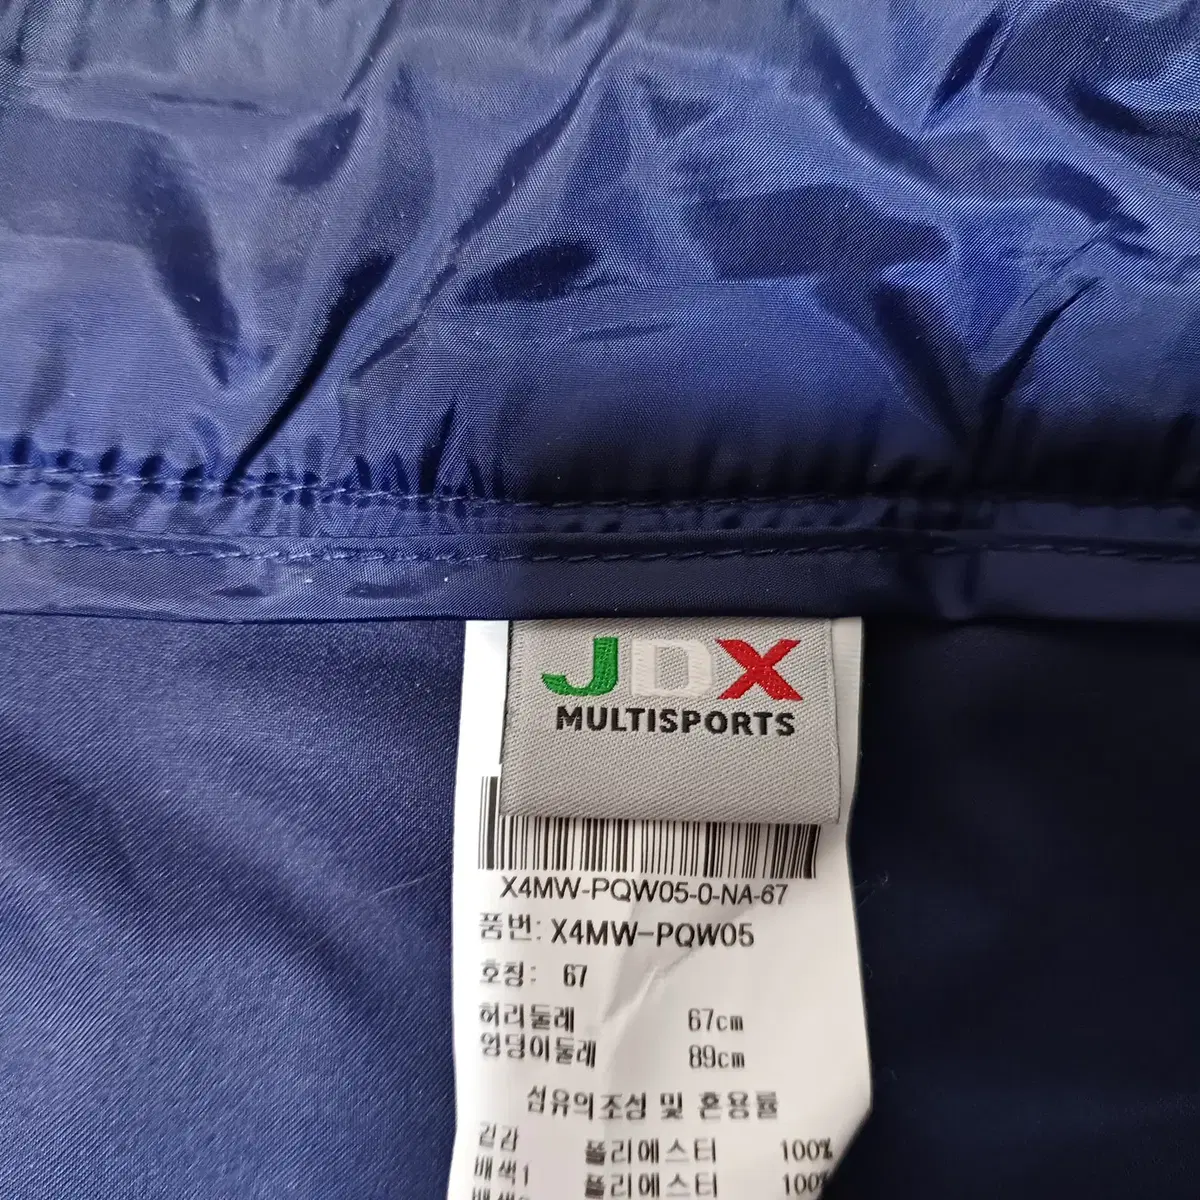 JDX
MULTISPORTS
X4MW-PQW05-0-NA-67
품번: X4MW-PQW05
호칭: 67
허리둘레 67cm
엉덩이둘레 89cm
섬유의조성 및 혼용률
겉감 폴리에스터 100%
배색1 폴리에스터 100%